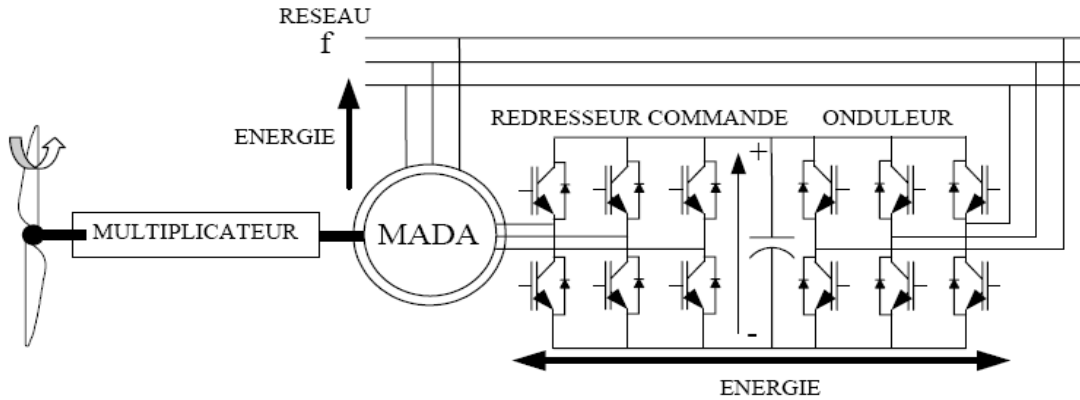 RESEAU
f
ENERGIE
REDRESSEUR COMMANDE
ONDULEUR
+
MULTIPLICATEUR
MADA
-
ENERGIE